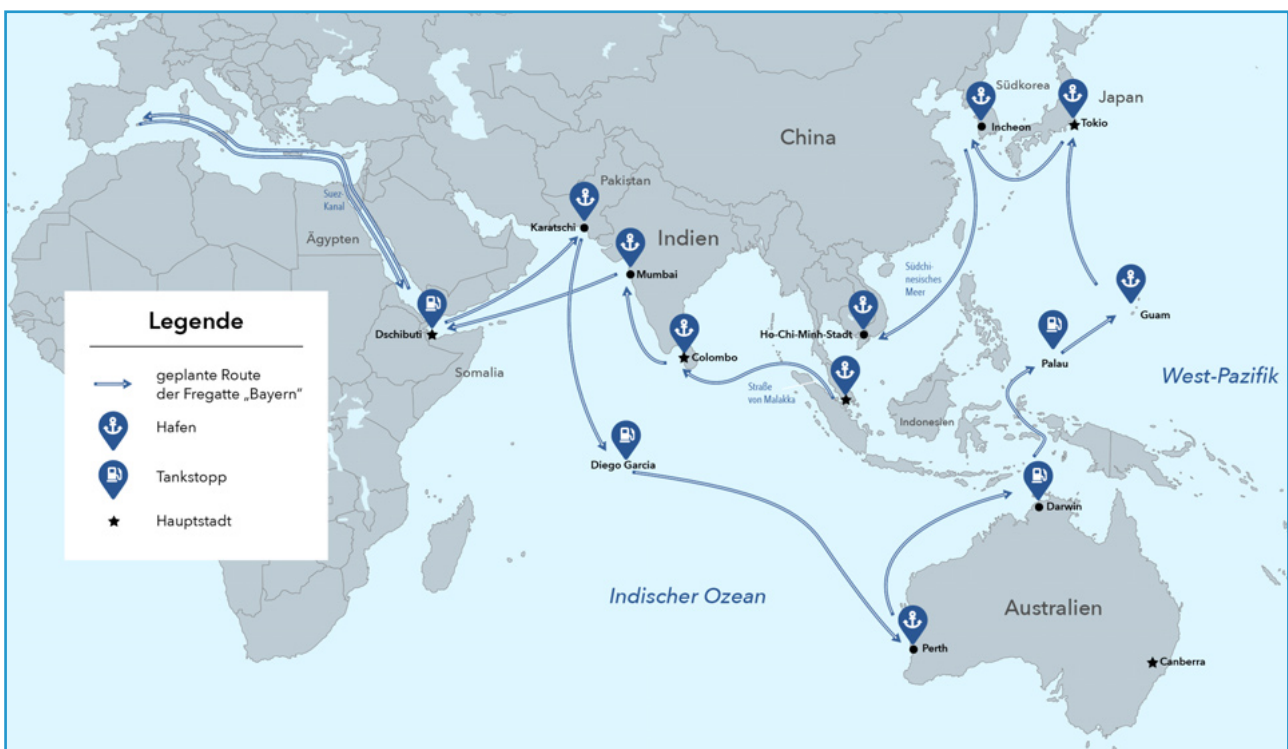 Südkorea
Japan
Incheon
Tokio
China
Pakistan
Karatschi
Indien
Mumbai
Suez-
Kanal
Ägypten
Südchi-
nesisches
Meer
Guam
Legende
geplante Route
der Fregatte „Bayern“
Hafen
Tankstopp
Hauptstadt
Dschibuti
Somalia
Colombo
Ho-Chi-Minh-Stadt
Palau
West-Pazifik
Straße
von Malakka
Indonesien
Diego Garcia
Darwin
Indischer Ozean
Australien
Perth
Canberra